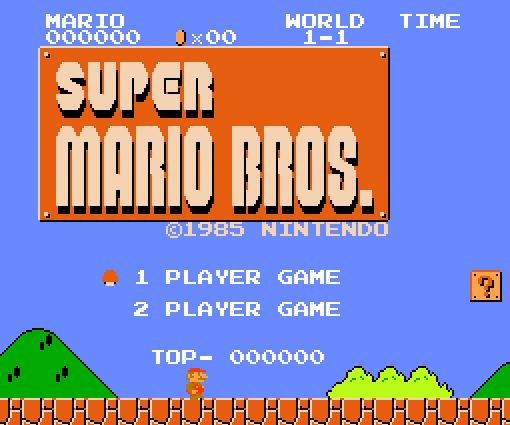 MARIO WORLD TIME
000000 ×00 1-1
SUPER
MARIO BROS.
©1985 NINTENDO
1 PLAYER GAME
?
2 PLAYER GAME
TOP- 000000